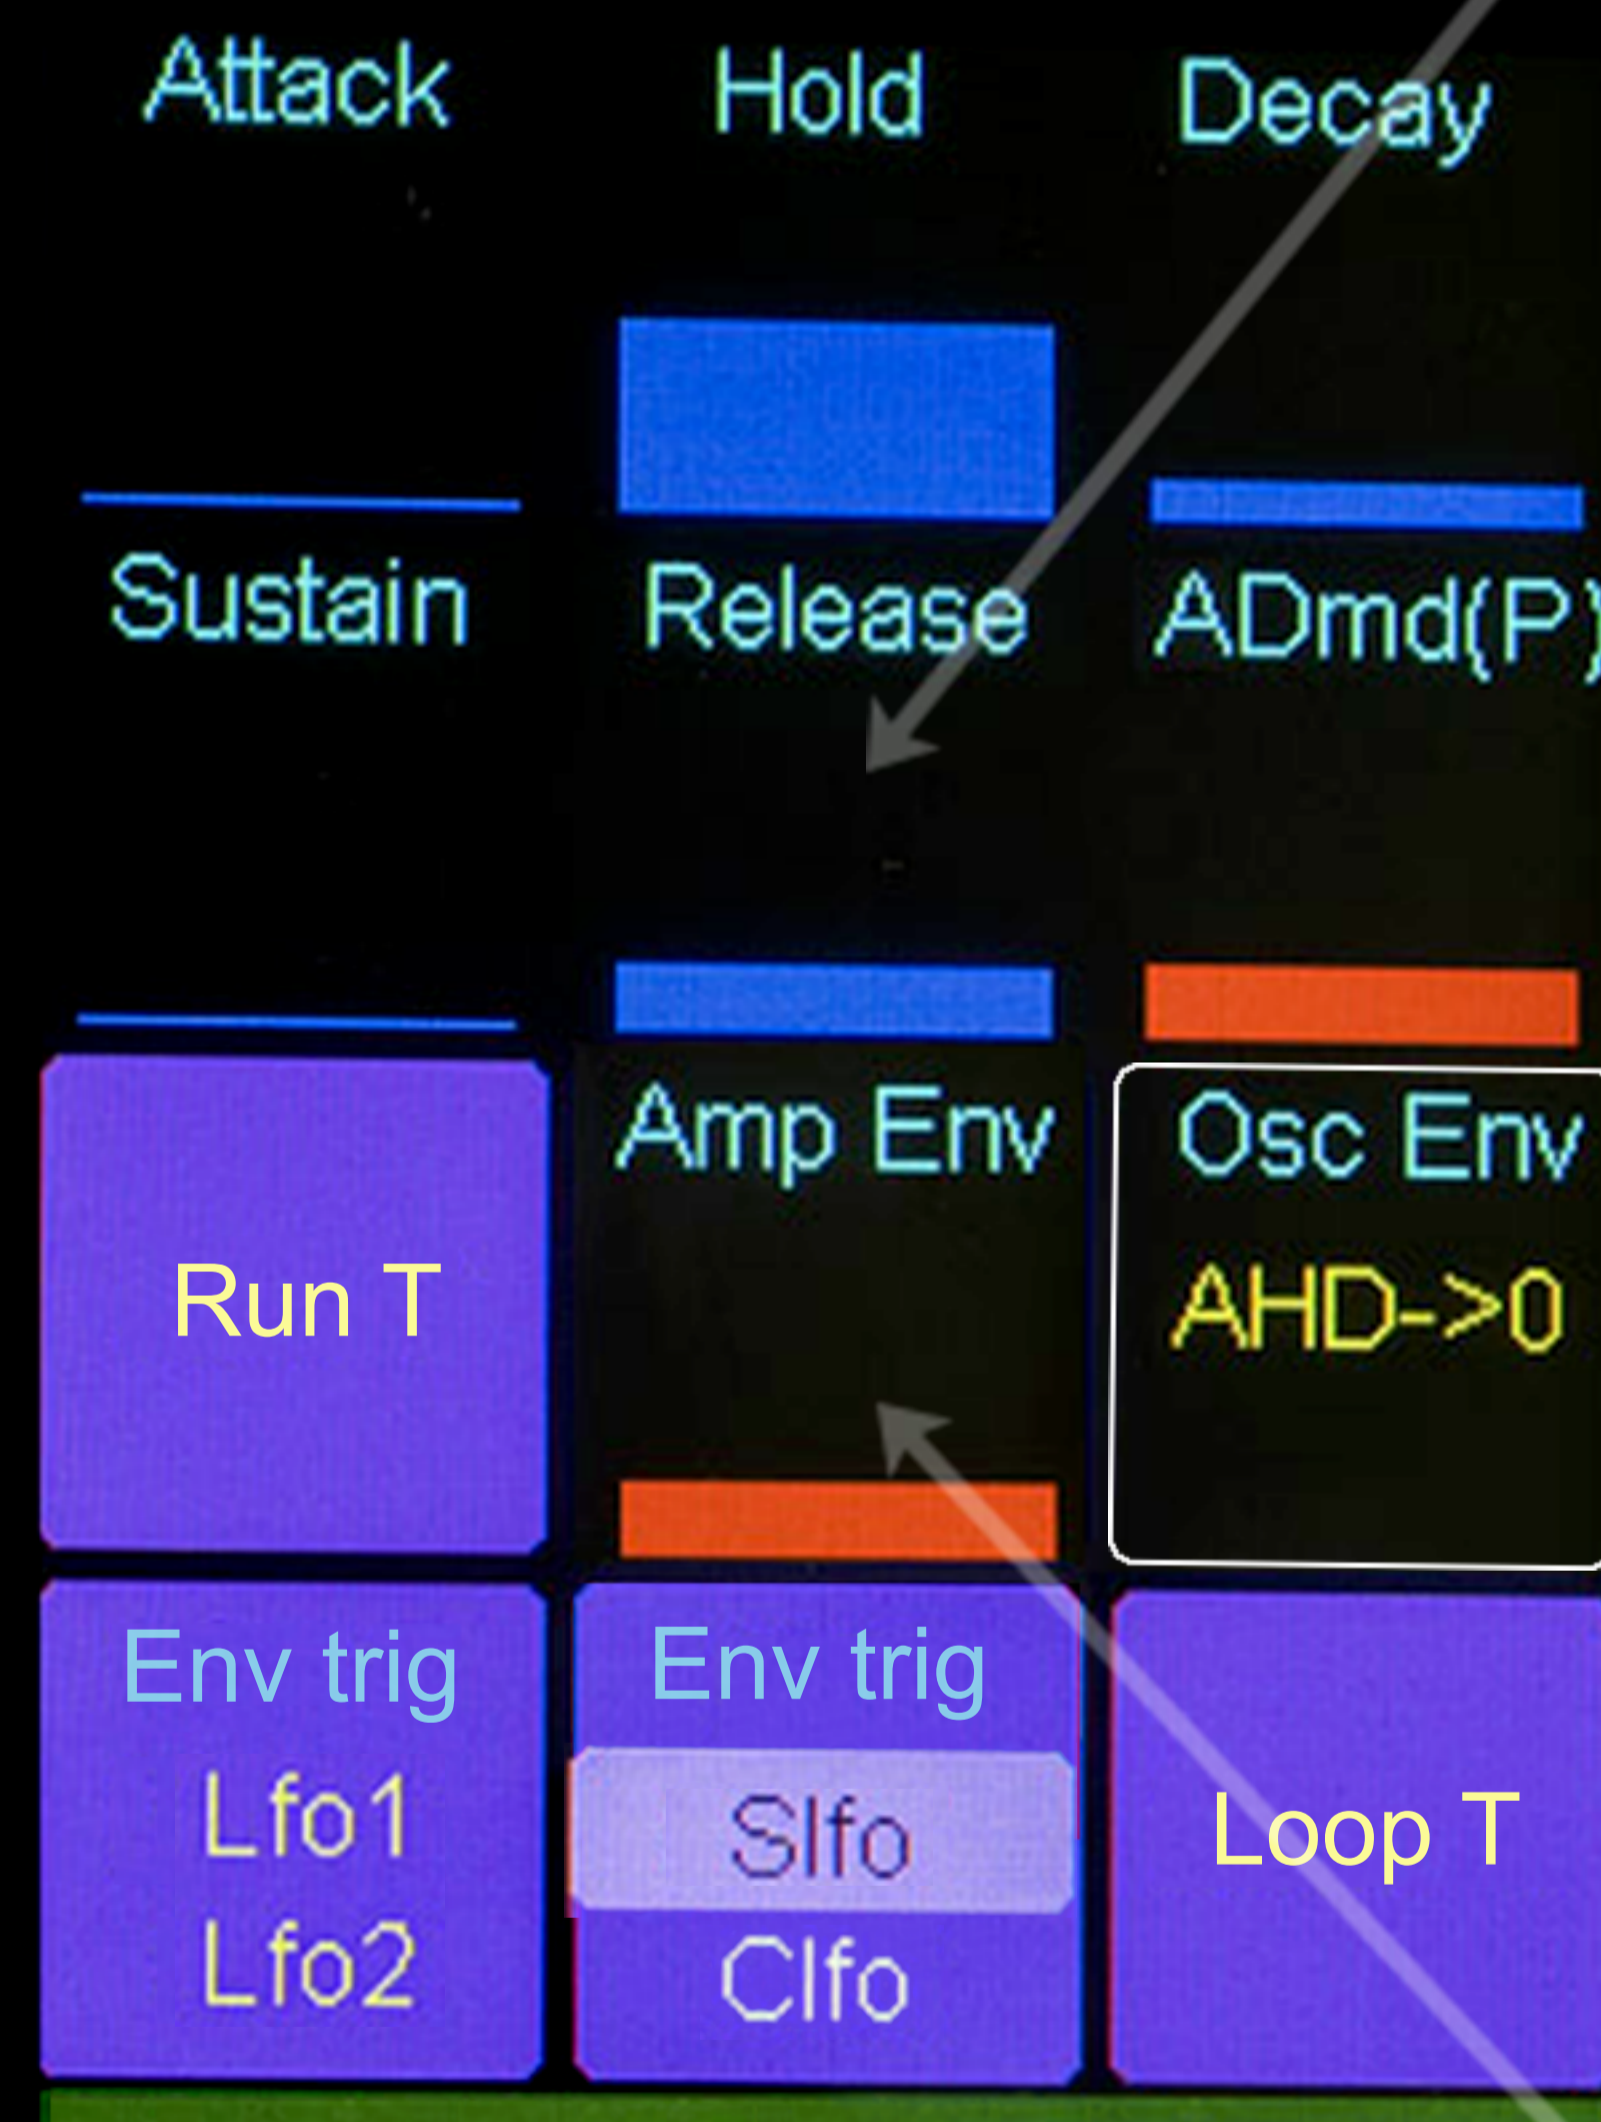 Attack Hold Decay
Sustain Release ADmd(P)
Run T
Amp Env
Osc Env
AHD->0
Env trig
Lfo1
Lfo2
Env trig
Slfo
Clfo
Loop T